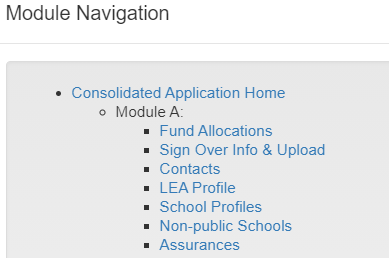 Module Navigation
Consolidated Application Home
Module A:
Fund Allocations
Sign Over Info & Upload
Contacts
LEA Profile
School Profiles
Non-public Schools
Assurances